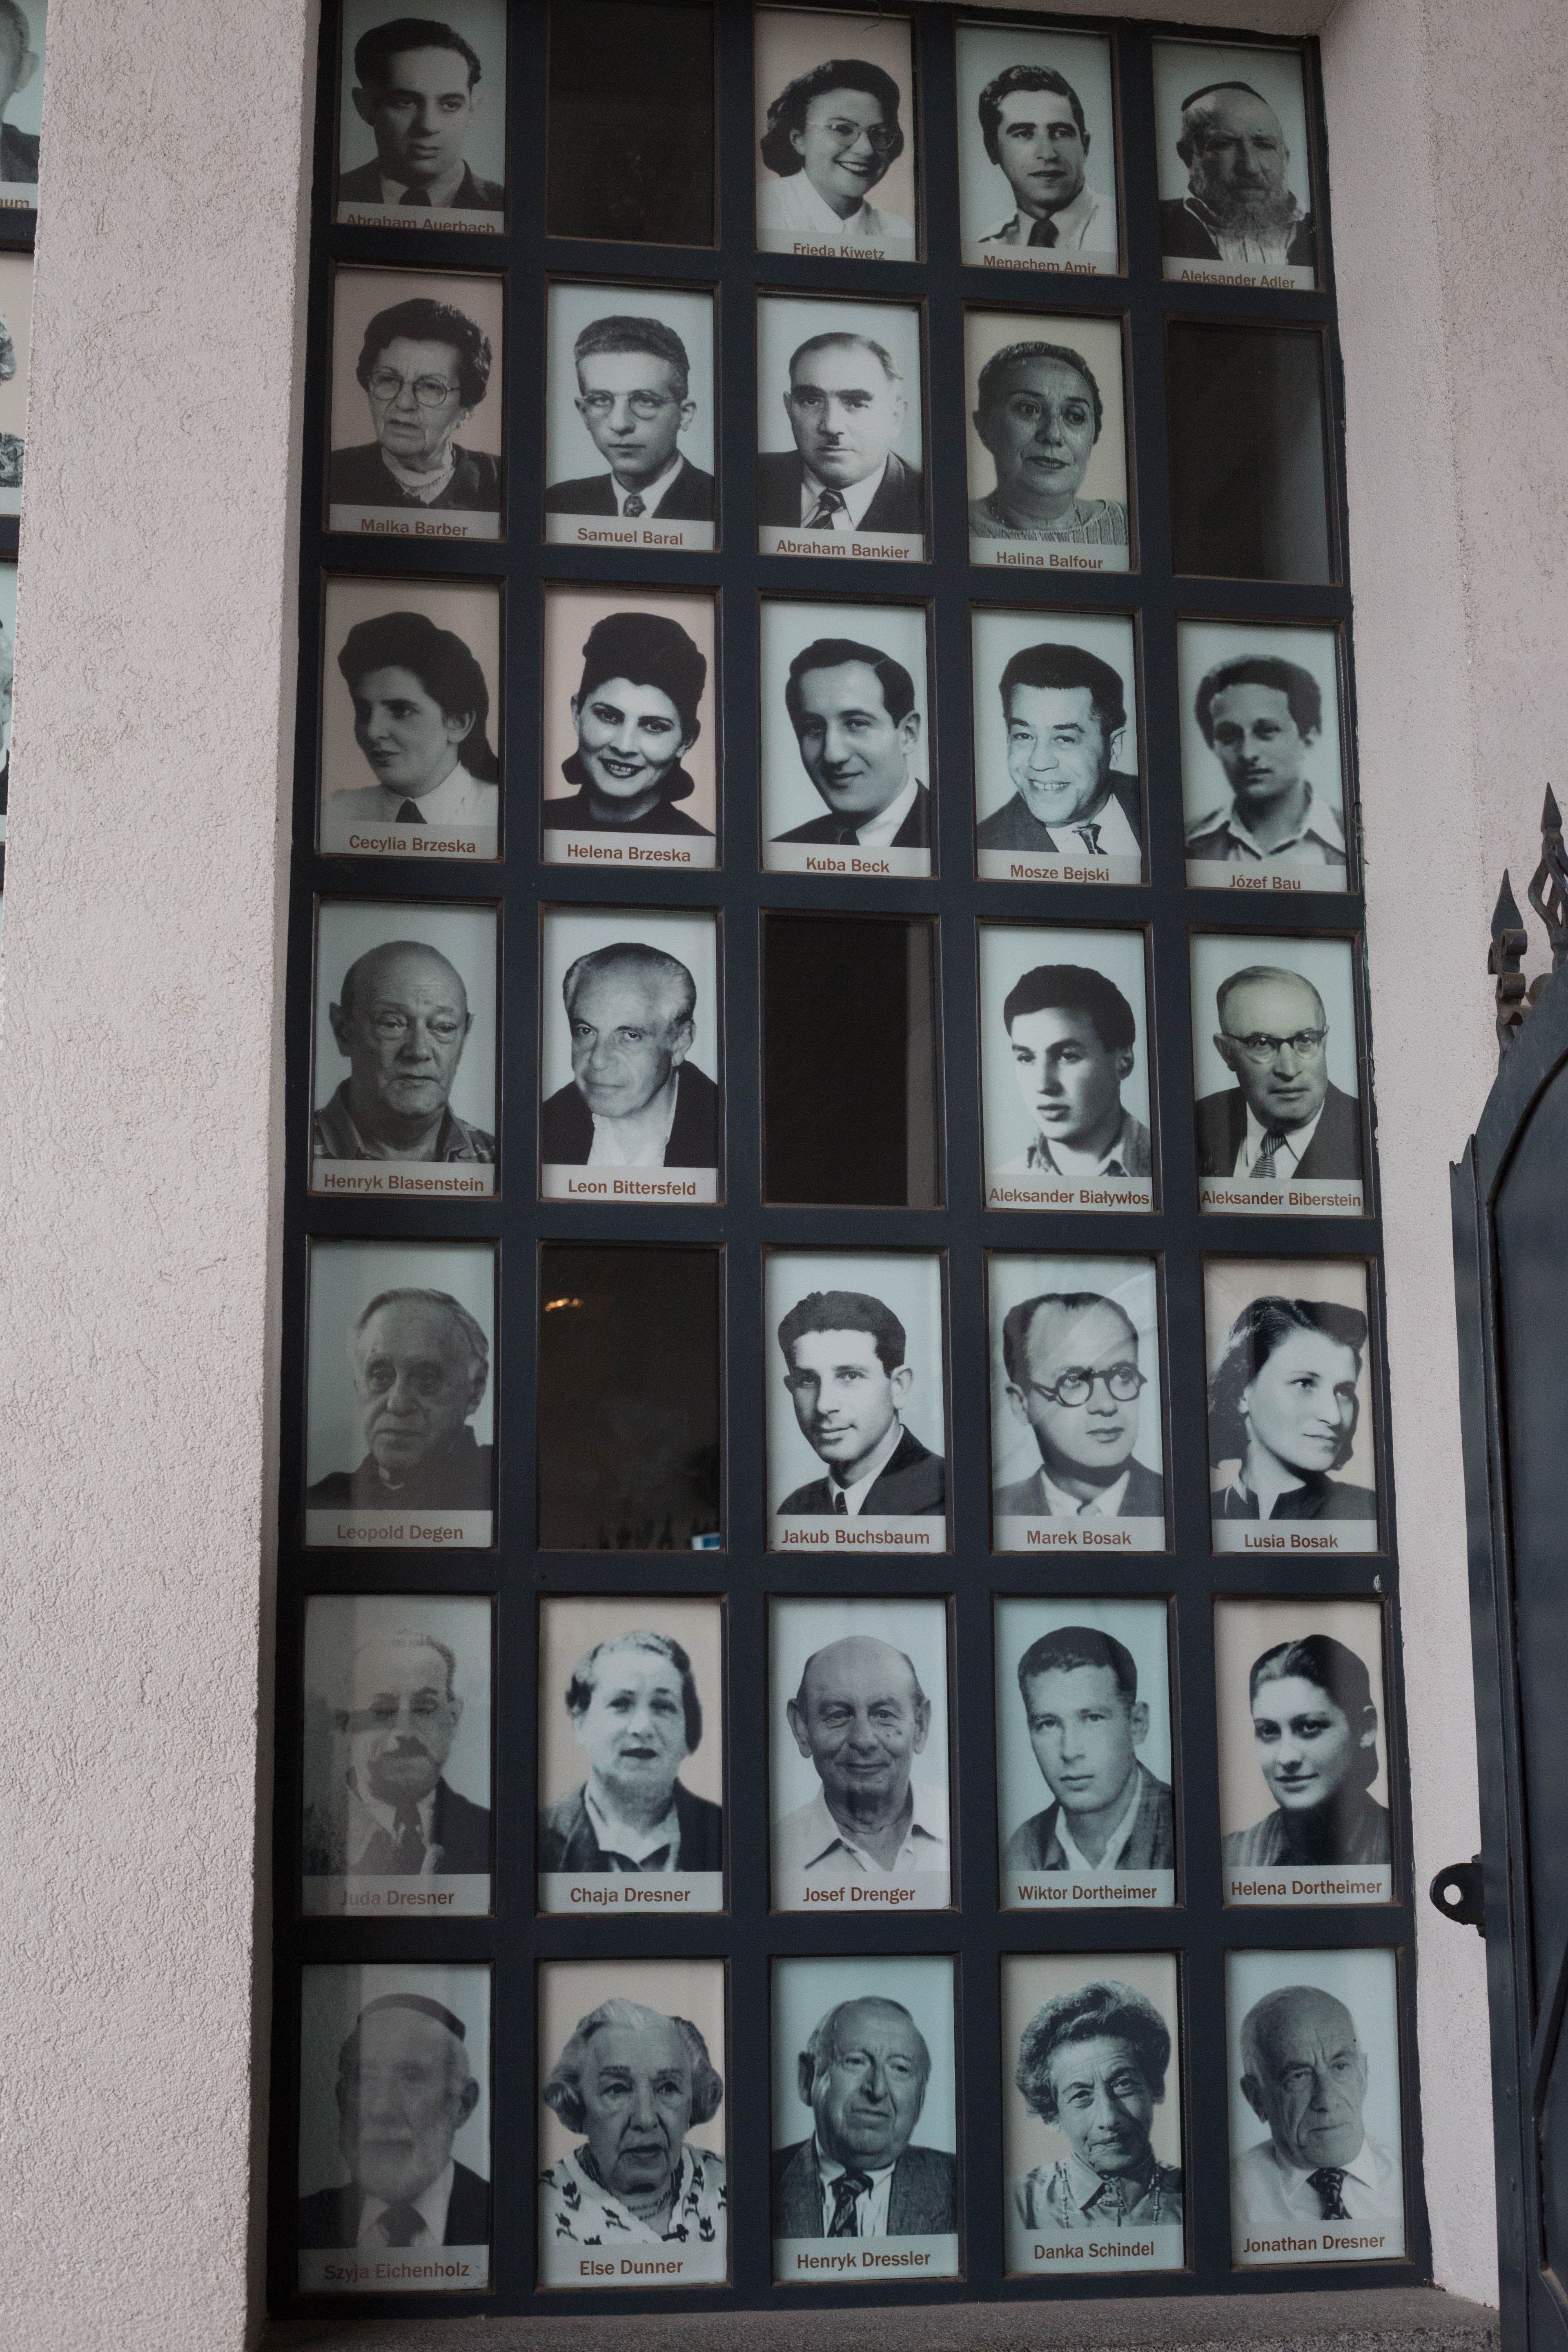 Abraham Auerbach
Frieda Kiwetz
Menachem Amir
Aleksander Adler
Malka Barber
Samuel Baral
Abraham Bankier
Halina Balfour
Cecylia Brzeska
Helena Brzeska
Kuba Beck
Mosze Bejski
Józef Bau
Henryk Blasenstein
Leon Bittersfeld
Aleksander Białywłos
Aleksander Biberstein
Leopold Degen
Jakub Buchsbaum
Marek Bosak
Lusia Bosak
Juda Dresner
Chaja Dresner
Josef Drenger
Wiktor Dortheimer
Helena Dortheimer
Szyja Eichenholz
Else Dunner
Henryk Dressler
Danka Schindel
Jonathan Dresner